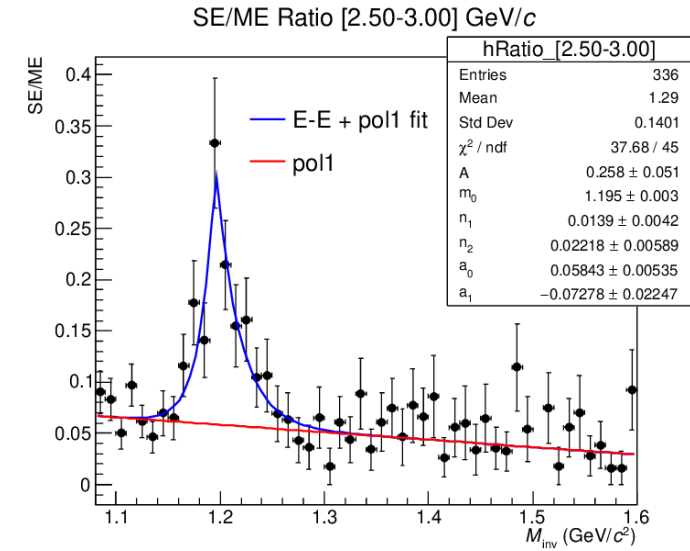 SE/ME Ratio [2.50-3.00] GeV/c
hRatio_[2.50-3.00]
Entries 336
Mean 1.29
Std Dev 0.1401
χ² / ndf 37.68 / 45
A 0.258 ± 0.051
m₀ 1.195 ± 0.003
n₁ 0.0139 ± 0.0042
n₂ 0.02218 ± 0.00589
a₀ 0.05843 ± 0.00535
a₁ −0.07278 ± 0.02247
SE/ME
E-E + pol1 fit
pol1
0.4
0.35
0.3
0.25
0.2
0.15
0.1
0.05
0
1.1 1.2 1.3 1.4 1.5 1.6
M_inv (GeV/c²)